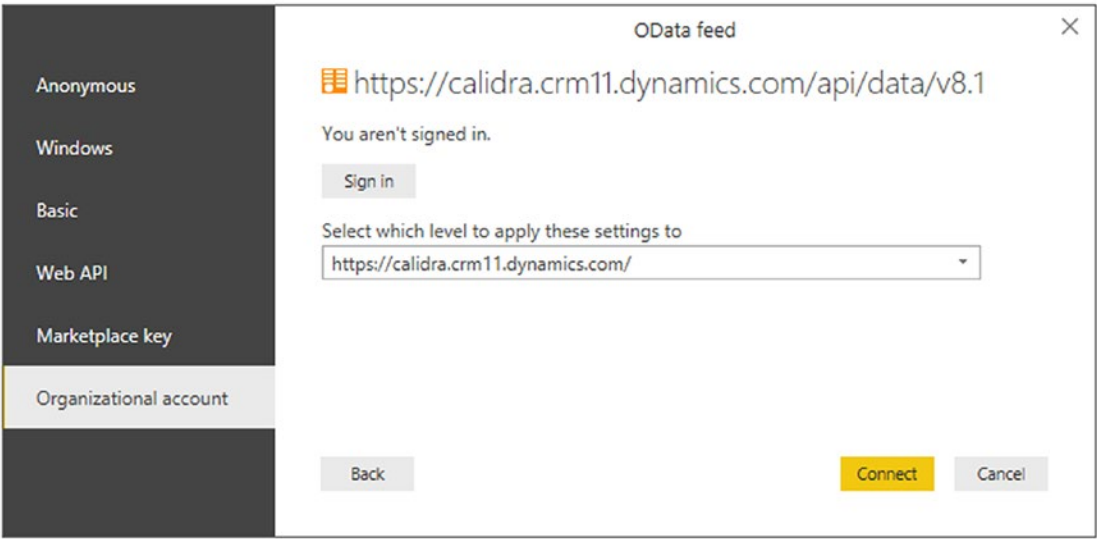 OData feed
Anonymous
Windows
Basic
Web API
Marketplace key
Organizational account
https://calidra.crm11.dynamics.com/api/data/v8.1
You aren't signed in.
Sign in
Select which level to apply these settings to
https://calidra.crm11.dynamics.com/
Back
Connect
Cancel